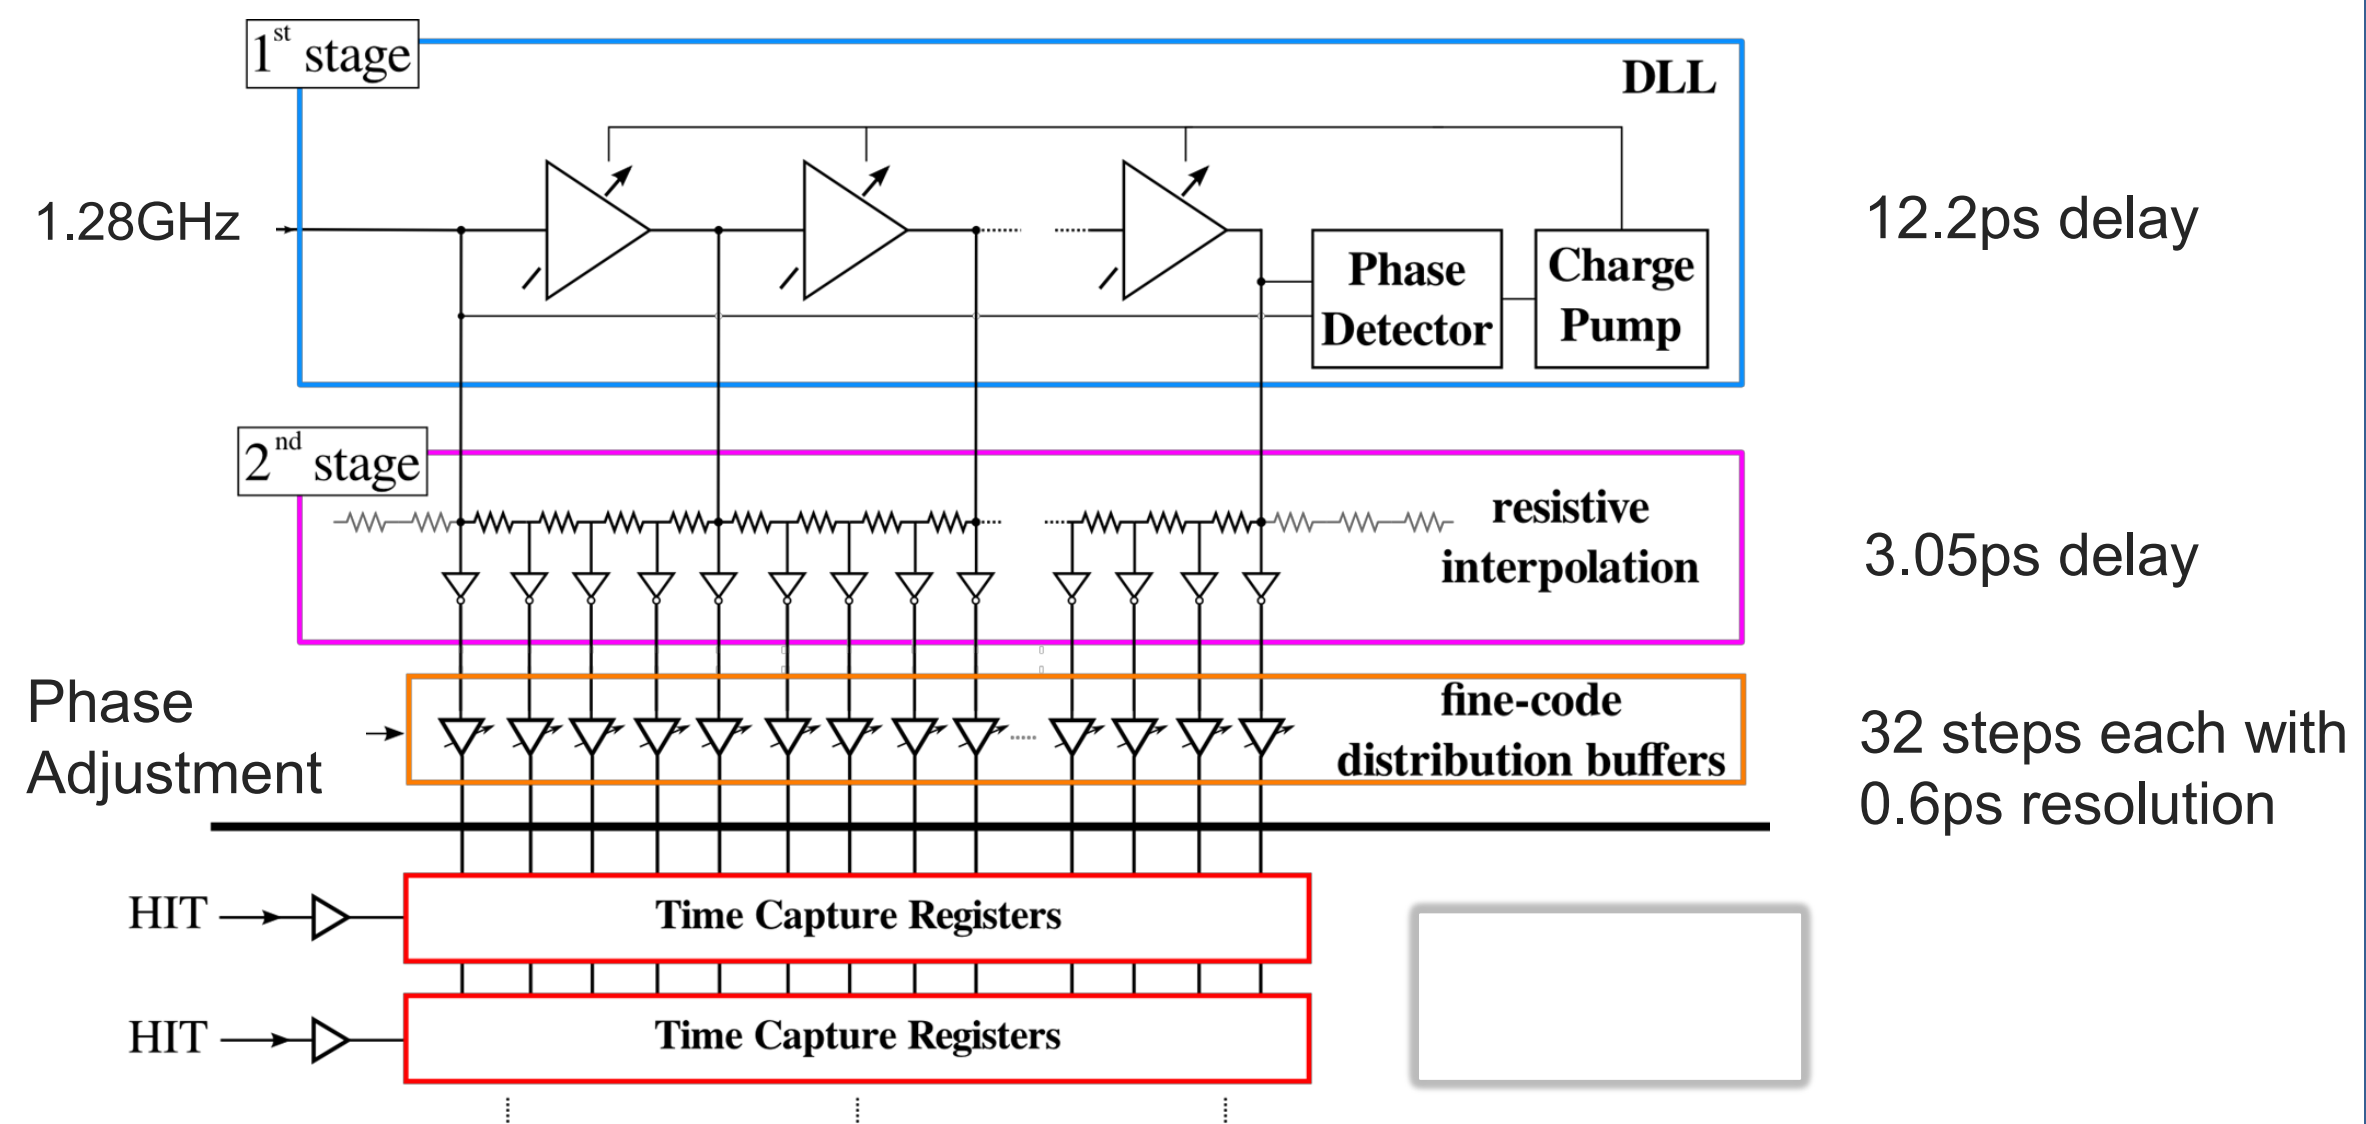 1st stage
DLL
1.28GHz
12.2ps delay
Phase
Detector
Charge
Pump
2nd stage
resistive
interpolation
3.05ps delay
Phase
Adjustment
fine-code
distribution buffers
32 steps each with
0.6ps resolution
HIT
Time Capture Registers
HIT
Time Capture Registers